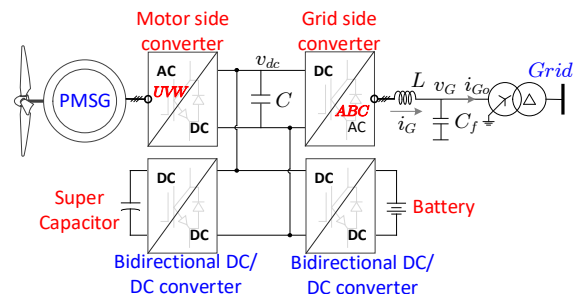 Motor side
converter
Grid side
converter
PMSG
AC
UVW
DC
v_dc
C
DC
ABC
AC
L
i_G
v_G
i_Go
C_f
Grid
Super
Capacitor
DC
DC
DC
DC
Battery
Bidirectional DC/
DC converter
Bidirectional DC/
DC converter